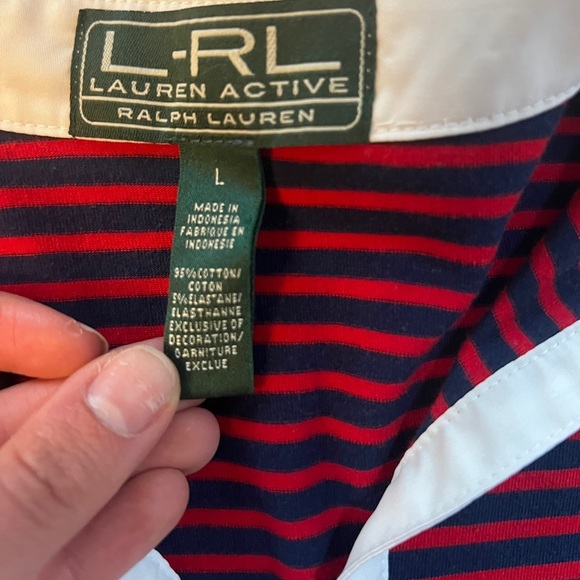 L-RL
LAUREN ACTIVE
RALPH LAUREN
L
MADE IN
INDONESIA
FABRIQUE EN
INDONESIE
95%COTTON/
COTON
5%ELASTANE/
ELASTHANNE
EXCLUSIVE OF
DECORATION/
GARNITURE
EXCLUE